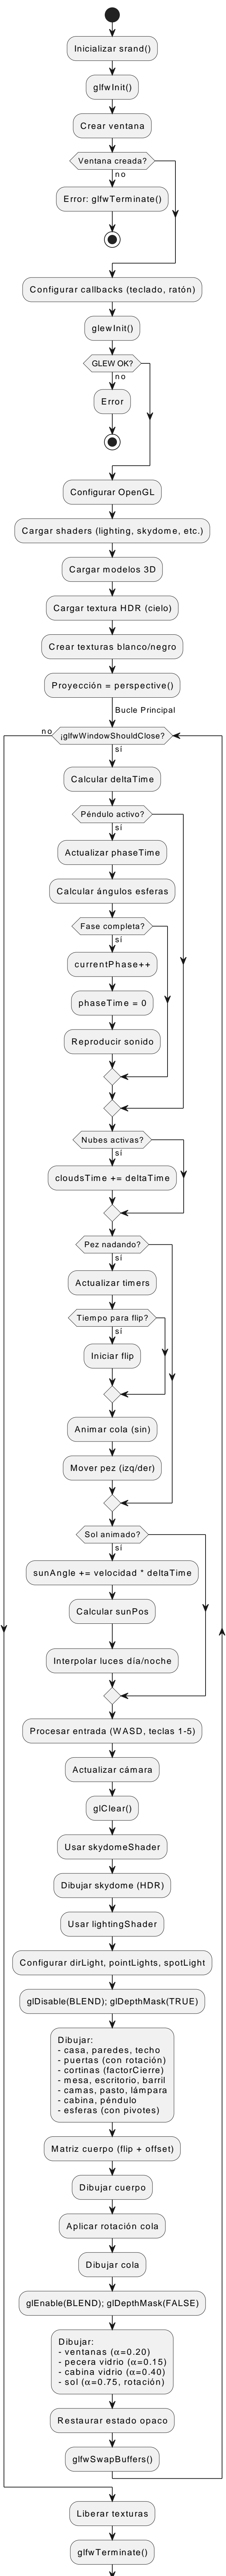 Inicializar srand()
glfwInit()
Crear ventana
Ventana creada?
no
Error: glfwTerminate()
Configurar callbacks (teclado, ratón)
glewInit()
GLEW OK?
no
Error
Configurar OpenGL
Cargar shaders (lighting, skydome, etc.)
Cargar modelos 3D
Cargar textura HDR (cielo)
Crear texturas blanco/negro
Proyección = perspective()
Bucle Principal
no
¡glfwWindowShouldClose?
sí
Calcular deltaTime
Péndulo activo?
sí
Actualizar phaseTime
Calcular ángulos esferas
Fase completa?
sí
currentPhase++
phaseTime = 0
Reproducir sonido
Nubes activas?
sí
cloudsTime += deltaTime
Pez nadando?
sí
Actualizar timers
Tiempo para flip?
sí
Iniciar flip
Animar cola (sin)
Mover pez (izq/der)
Sol animado?
sí
sunAngle += velocidad * deltaTime
Calcular sunPos
Interpolar luces día/noche
Procesar entrada (WASD, teclas 1-5)
Actualizar cámara
glClear()
Usar skydomeShader
Dibujar skydome (HDR)
Usar lightingShader
Configurar dirLight, pointLights, spotLight
glDisable(BLEND); glDepthMask(TRUE)
Dibujar:
- casa, paredes, techo
- puertas (con rotación)
- cortinas (factorCierre)
- mesa, escritorio, barril
- camas, pasto, lámpara
- cabina, péndulo
- esferas (con pivotes)
Matriz cuerpo (flip + offset)
Dibujar cuerpo
Aplicar rotación cola
Dibujar cola
glEnable(BLEND); glDepthMask(FALSE)
Dibujar:
- ventanas (α=0.20)
- pecera vidrio (α=0.15)
- cabina vidrio (α=0.40)
- sol (α=0.75, rotación)
Restaurar estado opaco
glfwSwapBuffers()
Liberar texturas
glfwTerminate()